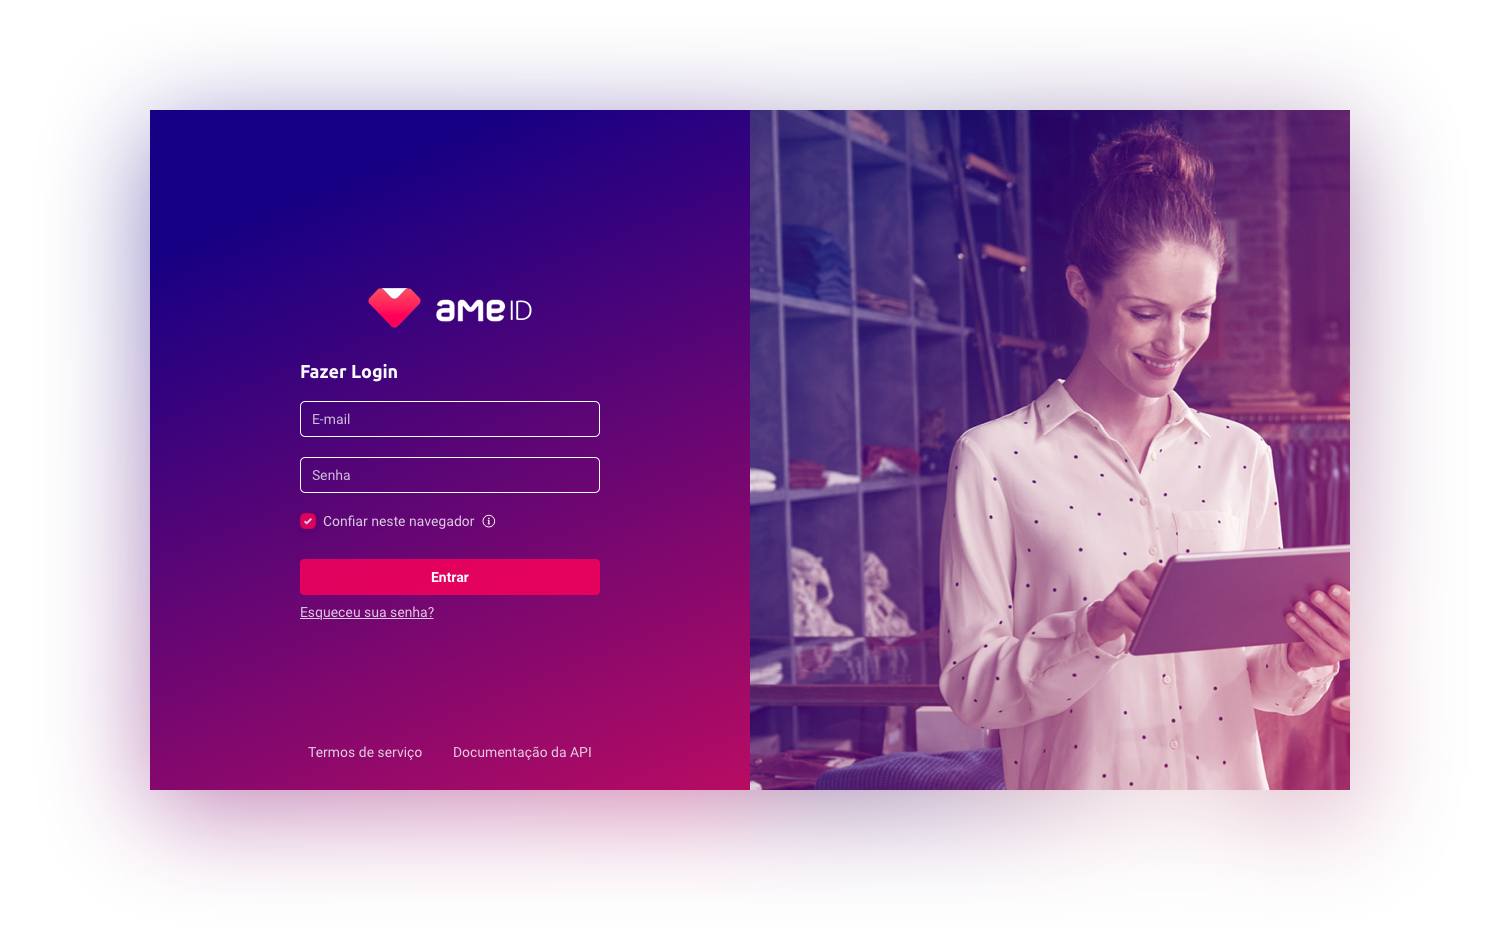 ame ID
Fazer Login
E-mail
Senha
Confiar neste navegador
Entrar
Esqueceu sua senha?
Termos de serviço
Documentação da API